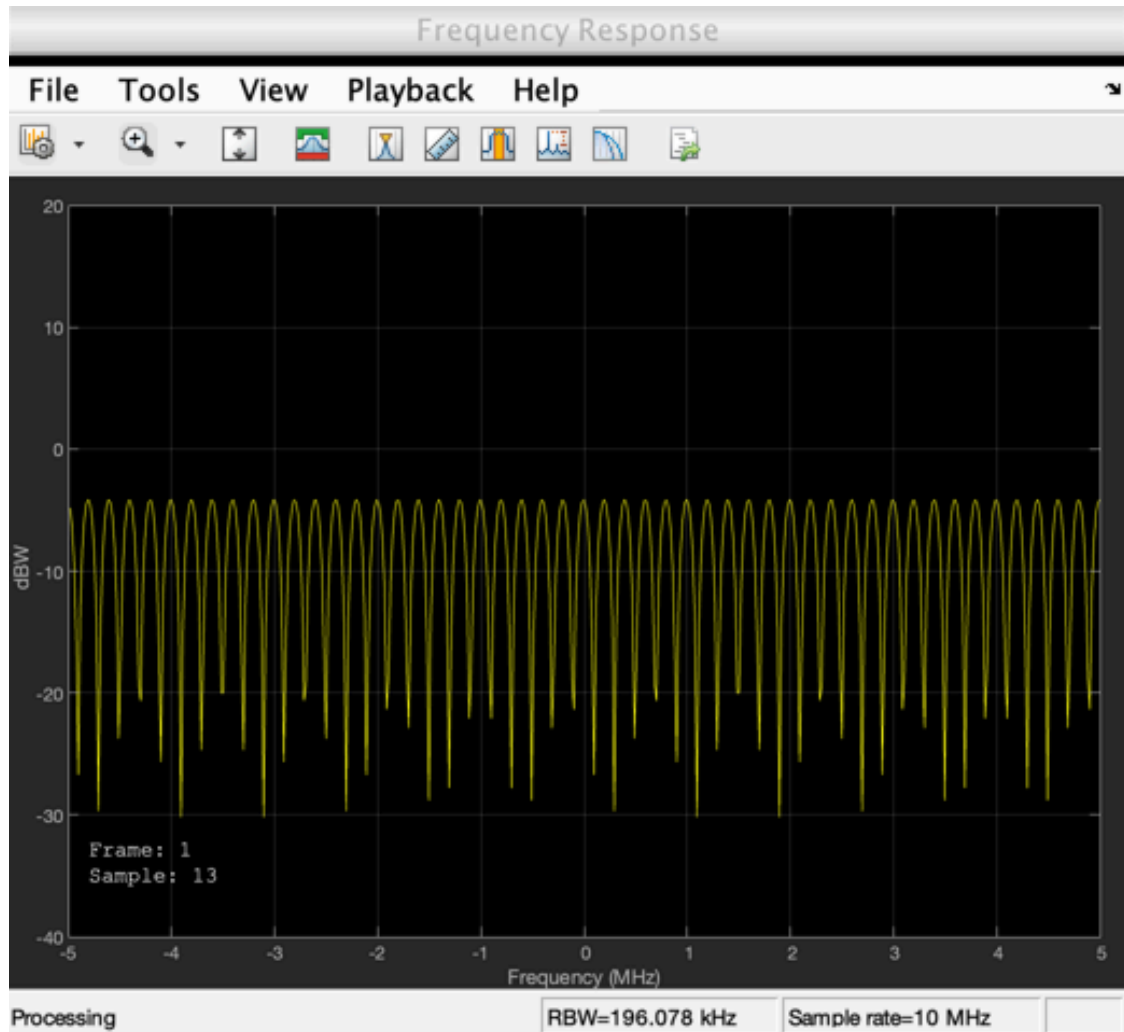 Frequency Response
File Tools View Playback Help
20
10
0
-10
-20
-30
-40
dBW
Frame: 1
Sample: 13
-5 -4 -3 -2 -1 0 1 2 3 4 5
Frequency (MHz)
Processing RBW=196.078 kHz Sample rate=10 MHz